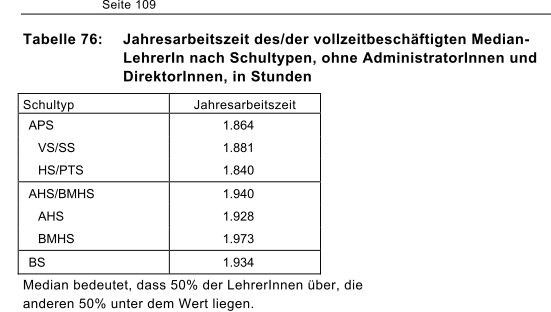 Seite 109
Tabelle 76: Jahresarbeitszeit des/der vollzeitbeschäftigten Median-
LehrerIn nach Schultypen, ohne AdministratorInnen und
DirektorInnen, in Stunden
Schultyp Jahresarbeitszeit
APS 1.864
VS/SS 1.881
HS/PTS 1.840
AHS/BMHS 1.940
AHS 1.928
BMHS 1.973
BS 1.934
Median bedeutet, dass 50% der LehrerInnen über, die
anderen 50% unter dem Wert liegen.